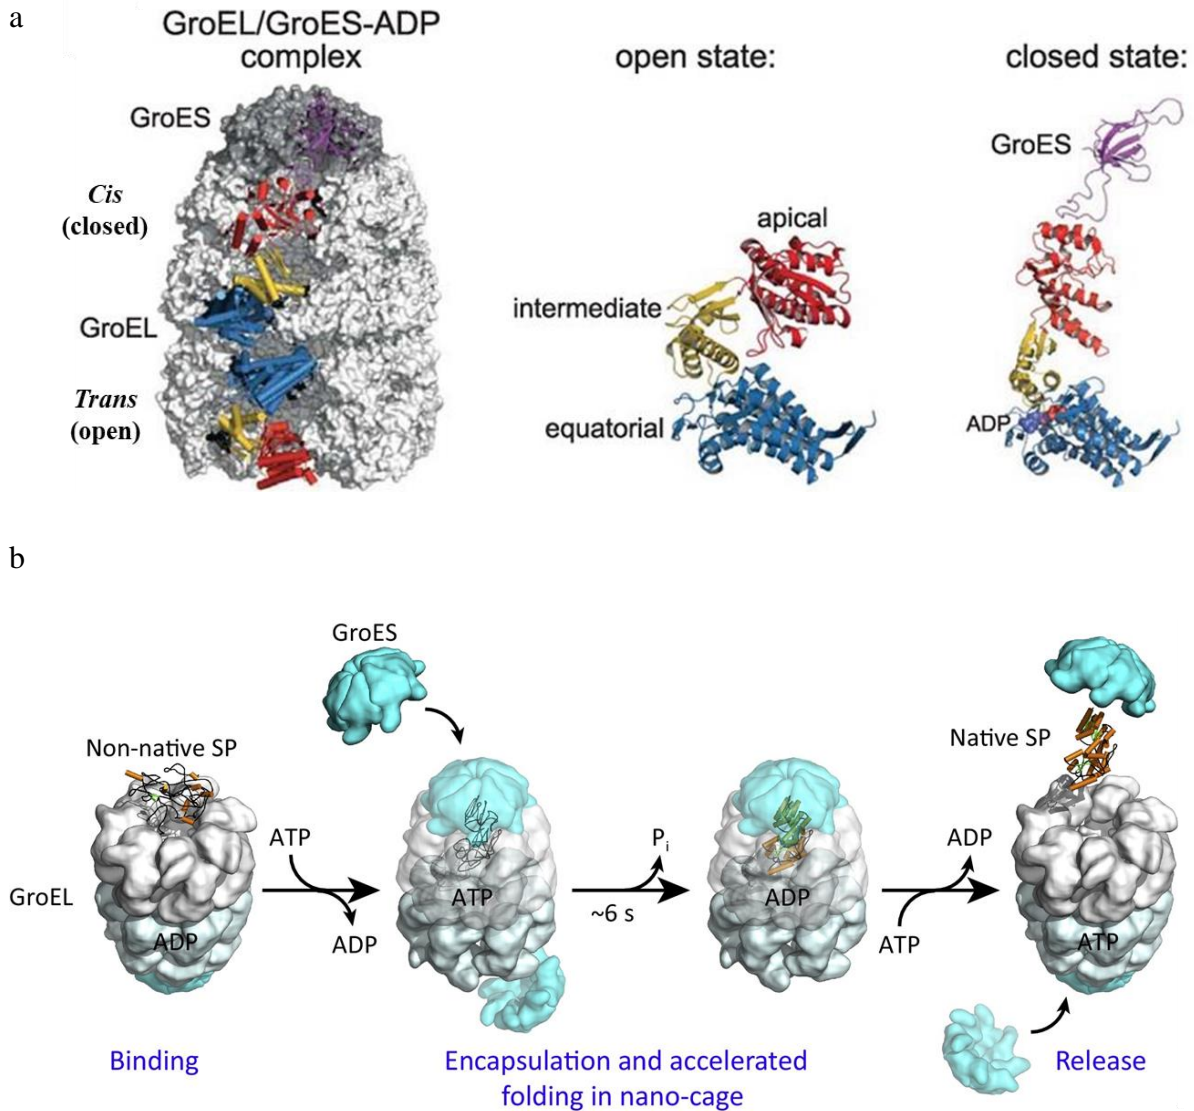 a
GroEL/GroES-ADP
complex
open state:
closed state:
GroES
Cis
(closed)
GroEL
Trans
(open)
apical
intermediate
equatorial
GroES
ADP
b
GroES
Non-native SP
Native SP
GroEL
ADP
ATP
ADP
ATP
Pi
~6 s
ADP
ADP
ATP
ATP
Binding
Encapsulation and accelerated
folding in nano-cage
Release